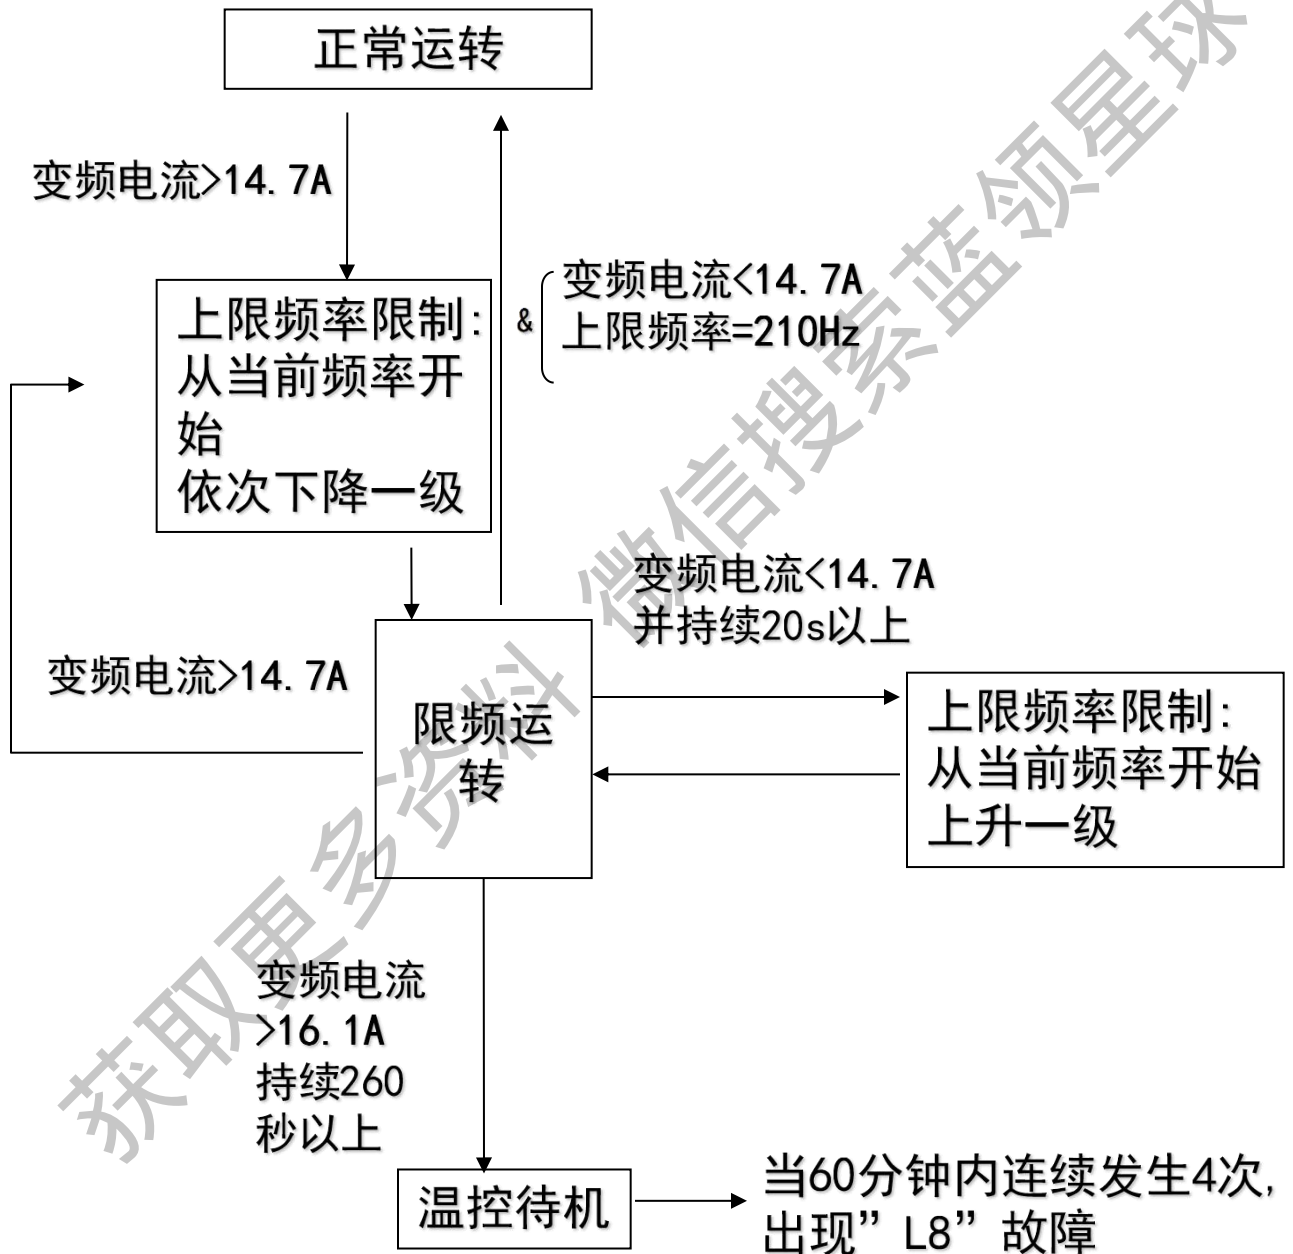 正常运转
变频电流>14.7A
变频电流<14.7A
&
上限频率=210Hz
上限频率限制:
从当前频率开
始
依次下降一级
变频电流<14.7A
并持续20s以上
变频电流>14.7A
限频运
转
上限频率限制:
从当前频率开始
上升一级
变频电流
>16.1A
持续260
秒以上
温控待机
当60分钟内连续发生4次,
出现”L8”故障
获取更多资料 微信搜索蓝领星球